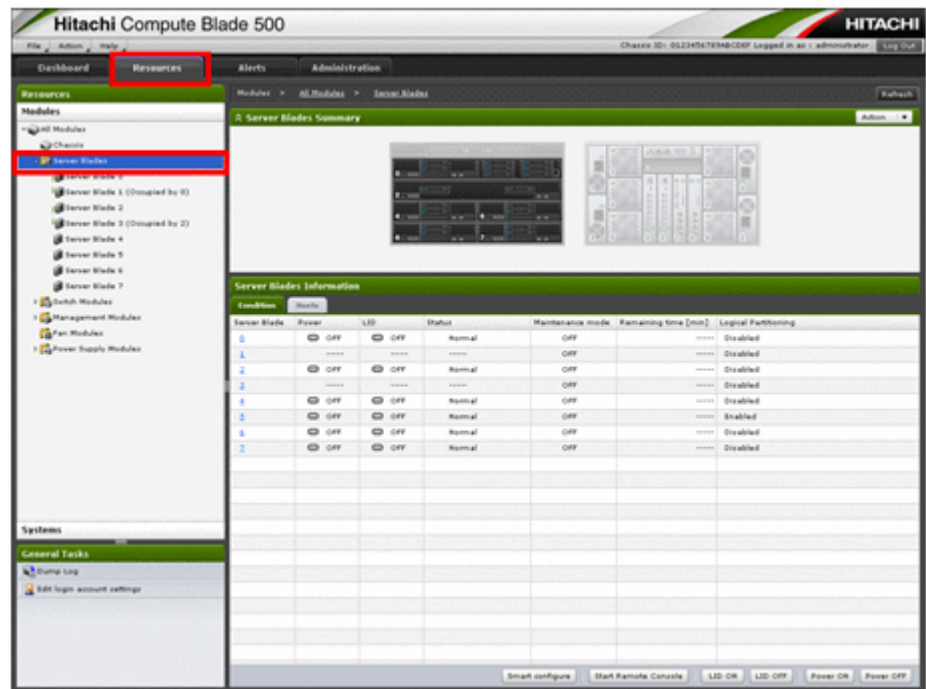 Hitachi Compute Blade 500
HITACHI
File Action Help
Chassis ID: 0123456789ABCDEF Logged in as : administrator Log Out
Dashboard Resources Alerts Administration
Resources
Modules > All Modules > Server Blades
Refresh
Modules
Server Blades Summary
Action
All Modules
Chassis
Server Blades
Server Blade 0
Server Blade 1 (Occupied by 0)
Server Blade 2
Server Blade 3 (Occupied by 2)
Server Blade 4
Server Blade 5
Server Blade 6
Server Blade 7
Switch Modules
Management Modules
Fan Modules
Power Supply Modules
Server Blades Information
Condition Hosts
Server Blade Power LID Status Maintenance mode Remaining time [min] Logical Partitioning
0 OFF OFF Normal OFF ----- Disabled
1 ----- ----- ----- OFF ----- Disabled
2 OFF OFF Normal OFF ----- Disabled
3 ----- ----- ----- OFF ----- Disabled
4 OFF OFF Normal OFF ----- Disabled
5 OFF OFF Normal OFF ----- Enabled
6 OFF OFF Normal OFF ----- Disabled
7 OFF OFF Normal OFF ----- Disabled
Systems
General Tasks
Dump Log
Edit login account settings
Smart configure Start Remote Console LID ON LID OFF Power ON Power OFF